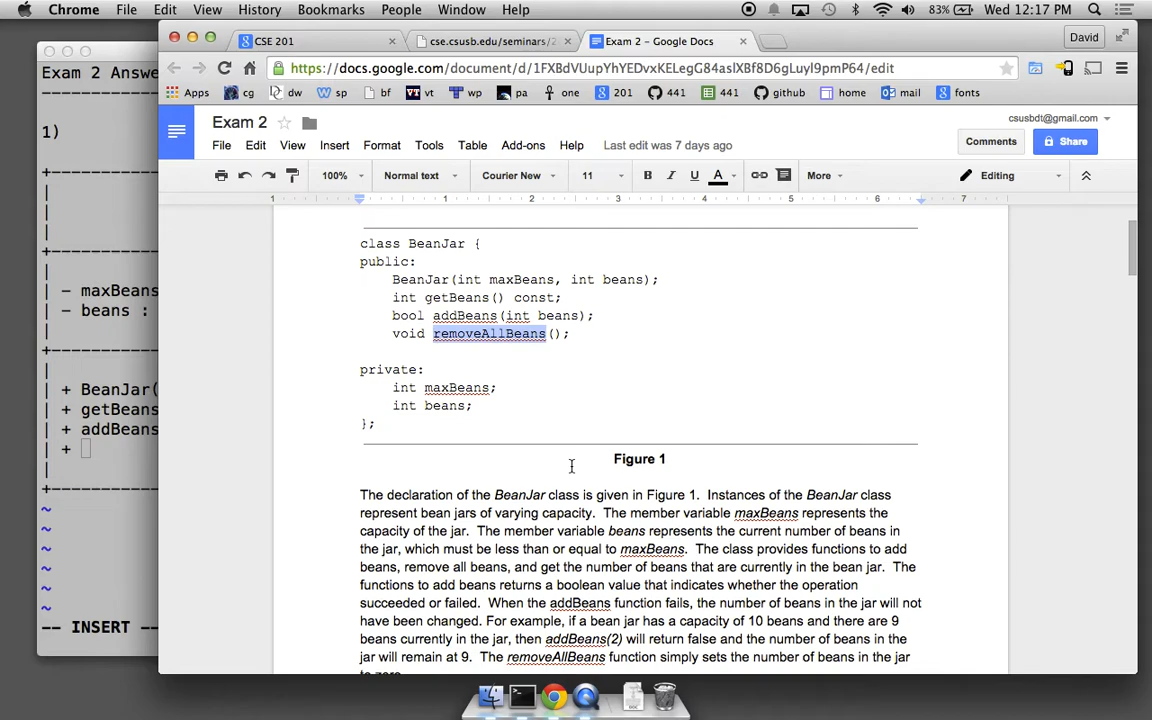 Chrome File Edit View History Bookmarks People Window Help 83% Wed 12:17 PM
Exam 2 Answe
CSE 201
cse.csusb.edu/seminars/2
Exam 2 – Google Docs
David
https://docs.google.com/document/d/1FXBdVUupYhYEDvxKELegG84aslXBf8D6gLuyI9pmP64/edit
Apps cg dw sp bf vt wp pa one 201 441 441 github home mail fonts
Exam 2
csusbdt@gmail.com
File Edit View Insert Format Tools Table Add-ons Help Last edit was 7 days ago
Comments Share
100% Normal text Courier New 11 B I U A More Editing
1 1 2 3 4 5 6 7
1)
+-------
|
|
|
+-------
|
| - maxBeans
| - beans :
|
+-------
|
| + BeanJar(
| + getBeans
| + addBeans
| +
|
+-------
~
~
~
~
~
~
-- INSERT --
class BeanJar {
public:
BeanJar(int maxBeans, int beans);
int getBeans() const;
bool addBeans(int beans);
void removeAllBeans();
private:
int maxBeans;
int beans;
};
Figure 1
The declaration of the BeanJar class is given in Figure 1. Instances of the BeanJar class
represent bean jars of varying capacity. The member variable maxBeans represents the
capacity of the jar. The member variable beans represents the current number of beans in
the jar, which must be less than or equal to maxBeans. The class provides functions to add
beans, remove all beans, and get the number of beans that are currently in the bean jar. The
functions to add beans returns a boolean value that indicates whether the operation
succeeded or failed. When the addBeans function fails, the number of beans in the jar will not
have been changed. For example, if a bean jar has a capacity of 10 beans and there are 9
beans currently in the jar, then addBeans(2) will return false and the number of beans in the
jar will remain at 9. The removeAllBeans function simply sets the number of beans in the jar
to zero.